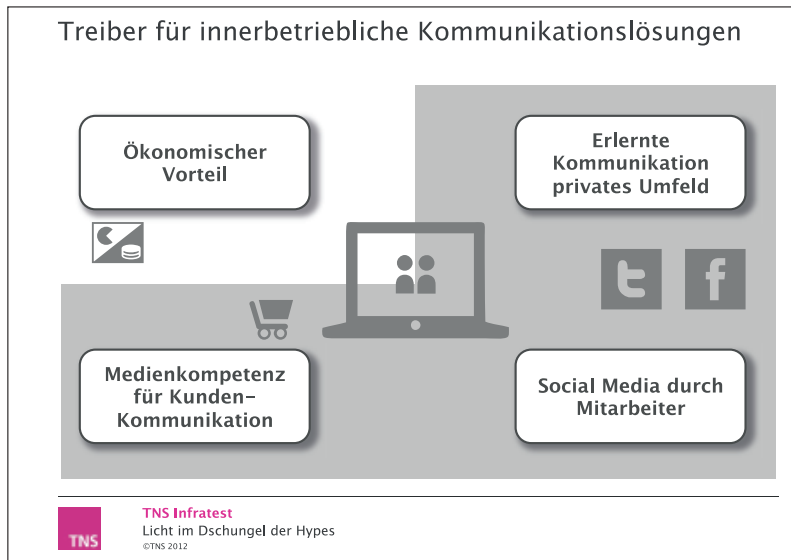 Treiber für innerbetriebliche Kommunikationslösungen
Ökonomischer
Vorteil
Erlernte
Kommunikation
privates Umfeld
t f
Medienkompetenz
für Kunden-
Kommunikation
Social Media durch
Mitarbeiter
TNS
TNS Infratest
Licht im Dschungel der Hypes
©TNS 2012